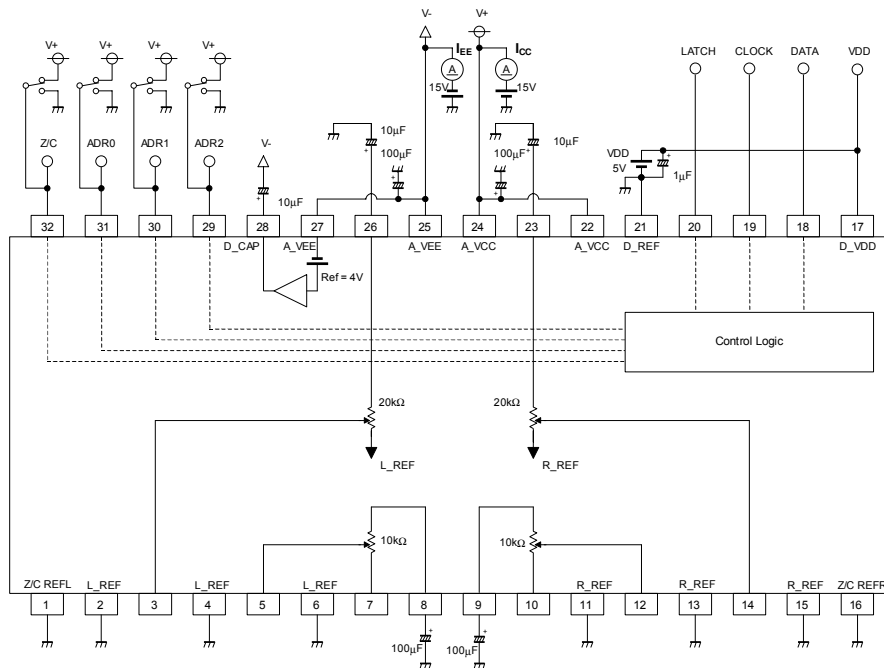 V-
V+
V+ V+ V+ V+
IEE ICC
A A
15V 15V
LATCH CLOCK DATA VDD
Z/C ADR0 ADR1 ADR2
V-
10μF
100μF
+
10μF
100μF
+
VDD
5V
1μF
+
10μF
+
32 31 30 29 28 27 26 25 24 23 22 21 20 19 18 17
D_CAP A_VEE A_VEE A_VCC A_VCC D_REF D_VDD
Ref = 4V
Control Logic
20kΩ 20kΩ
L_REF R_REF
10kΩ 10kΩ
Z/C REFL L_REF L_REF L_REF R_REF R_REF R_REF Z/C REFR
1 2 3 4 5 6 7 8 9 10 11 12 13 14 15 16
100μF + 100μF +